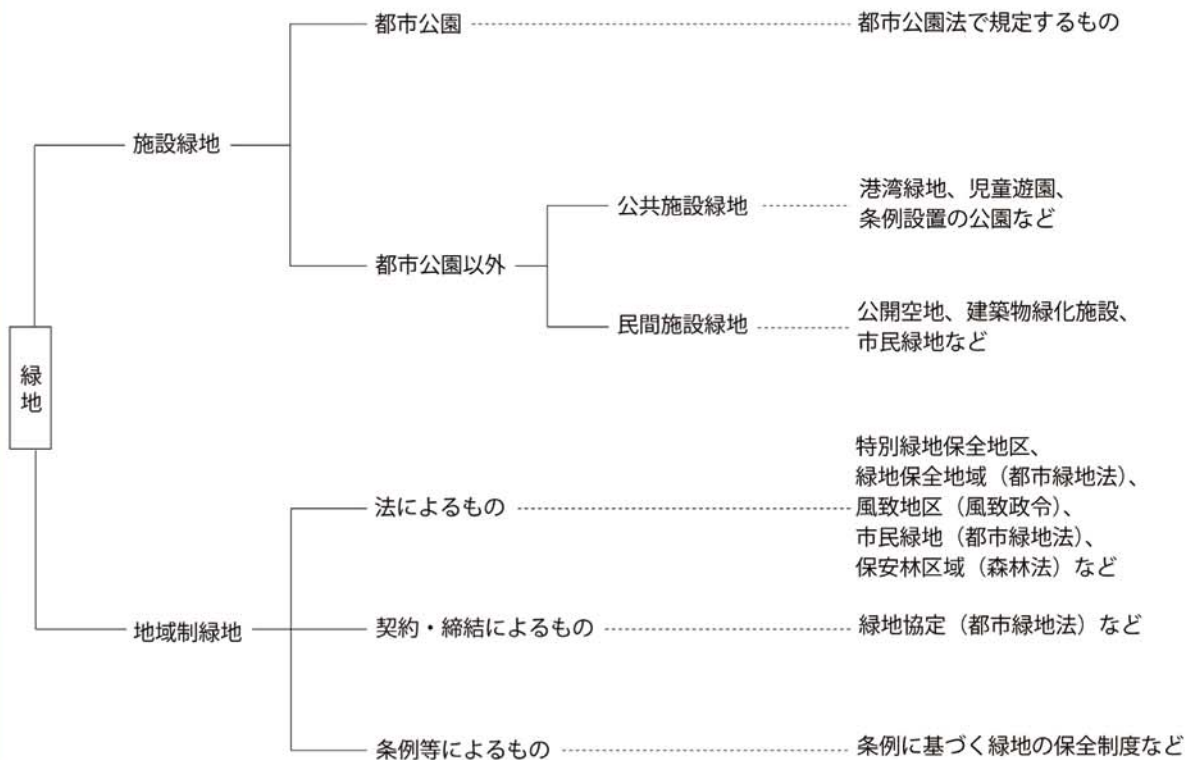 都市公園
都市公園法で規定するもの
施設緑地
公共施設緑地
港湾緑地、児童遊園、
条例設置の公園など
都市公園以外
民間施設緑地
公開空地、建築物緑化施設、
市民緑地など
緑地
法によるもの
特別緑地保全地区、
緑地保全地域（都市緑地法）、
風致地区（風致政令）、
市民緑地（都市緑地法）、
保安林区域（森林法）など
地域制緑地
契約・締結によるもの
緑地協定（都市緑地法）など
条例等によるもの
条例に基づく緑地の保全制度など